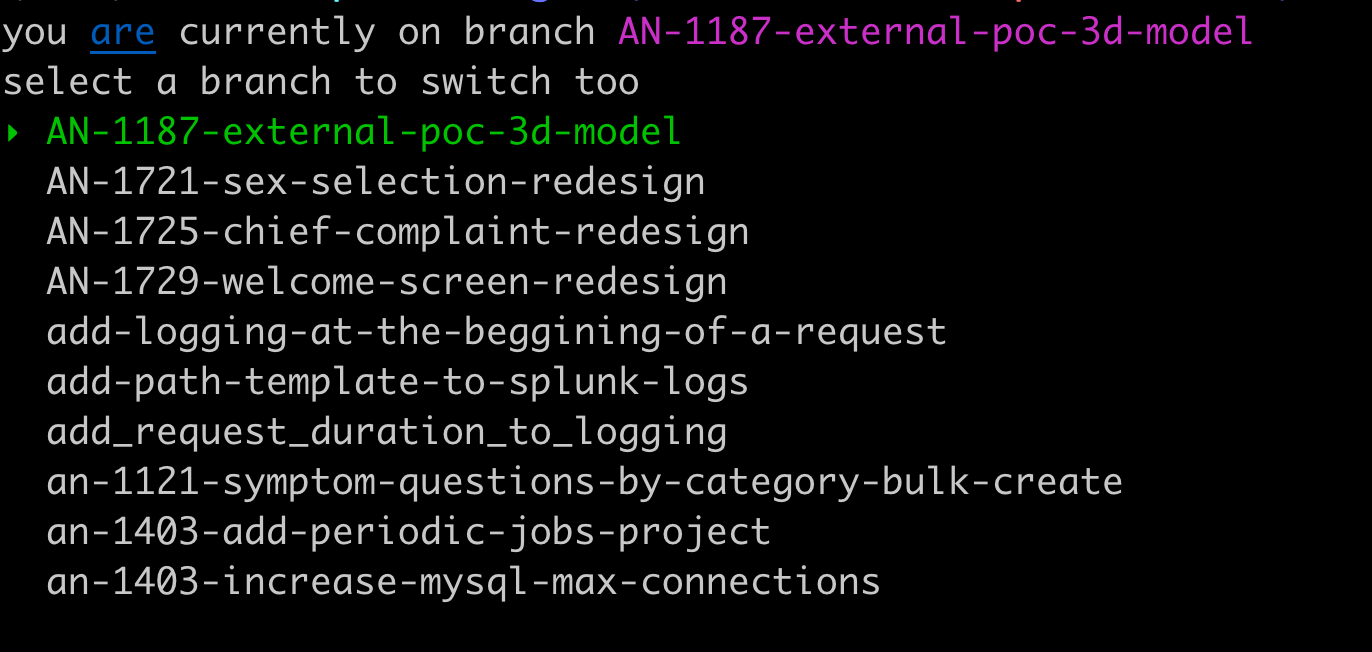 you are currently on branch AN-1187-external-poc-3d-model
select a branch to switch too
AN-1187-external-poc-3d-model
AN-1721-sex-selection-redesign
AN-1725-chief-complaint-redesign
AN-1729-welcome-screen-redesign
add-logging-at-the-beggining-of-a-request
add-path-template-to-splunk-logs
add_request_duration_to_logging
an-1121-symptom-questions-by-category-bulk-create
an-1403-add-periodic-jobs-project
an-1403-increase-mysql-max-connections